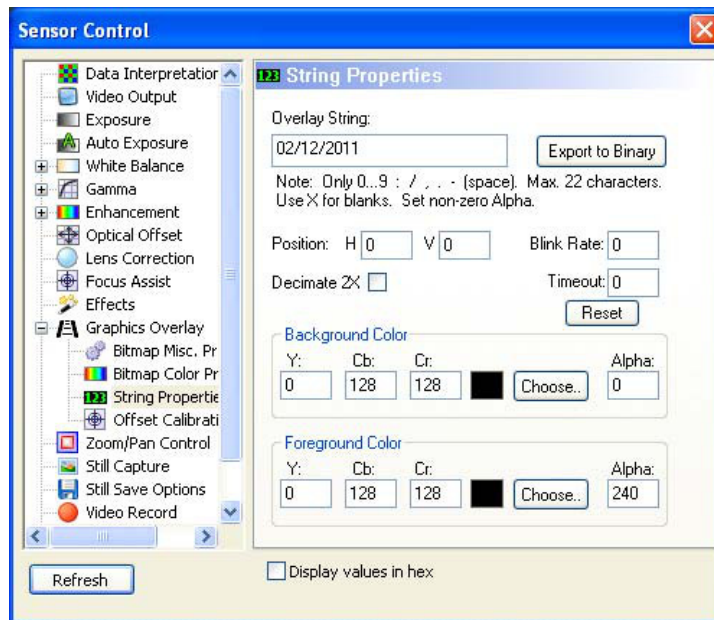 Sensor Control
Data Interpretation
Video Output
Exposure
Auto Exposure
White Balance
Gamma
Enhancement
Optical Offset
Lens Correction
Focus Assist
Effects
Graphics Overlay
Bitmap Misc. Pr
Bitmap Color Pr
123 String Propertie
Offset Calibrati
Zoom/Pan Control
Still Capture
Still Save Options
Video Record
Refresh
123 String Properties
Overlay String:
02/12/2011 Export to Binary
Note: Only 0...9 : / , . - (space). Max. 22 characters.
Use X for blanks. Set non-zero Alpha.
Position: H 0 V 0 Blink Rate: 0
Decimate 2X Timeout: 0
Reset
Background Color
Y: Cb: Cr: Alpha:
0 128 128 Choose.. 0
Foreground Color
Y: Cb: Cr: Alpha:
0 128 128 Choose.. 240
Display values in hex